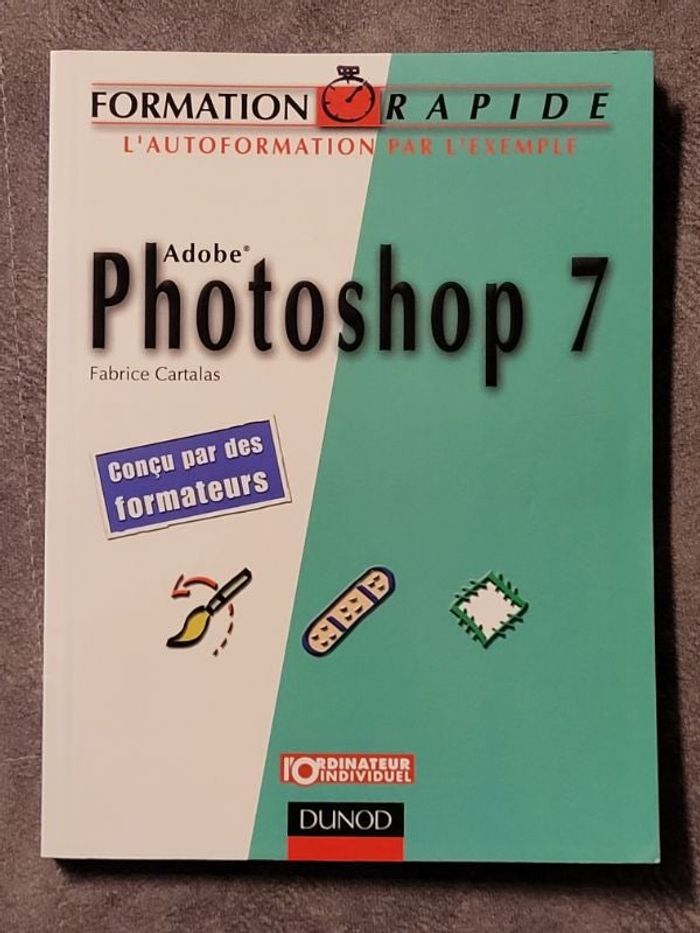 FORMATION RAPIDE
L'AUTOFORMATION PAR L'EXEMPLE
Adobe®
Photoshop 7
Fabrice Cartalas
Conçu par des
formateurs
l'ORDINATEUR
INDIVIDUEL
DUNOD